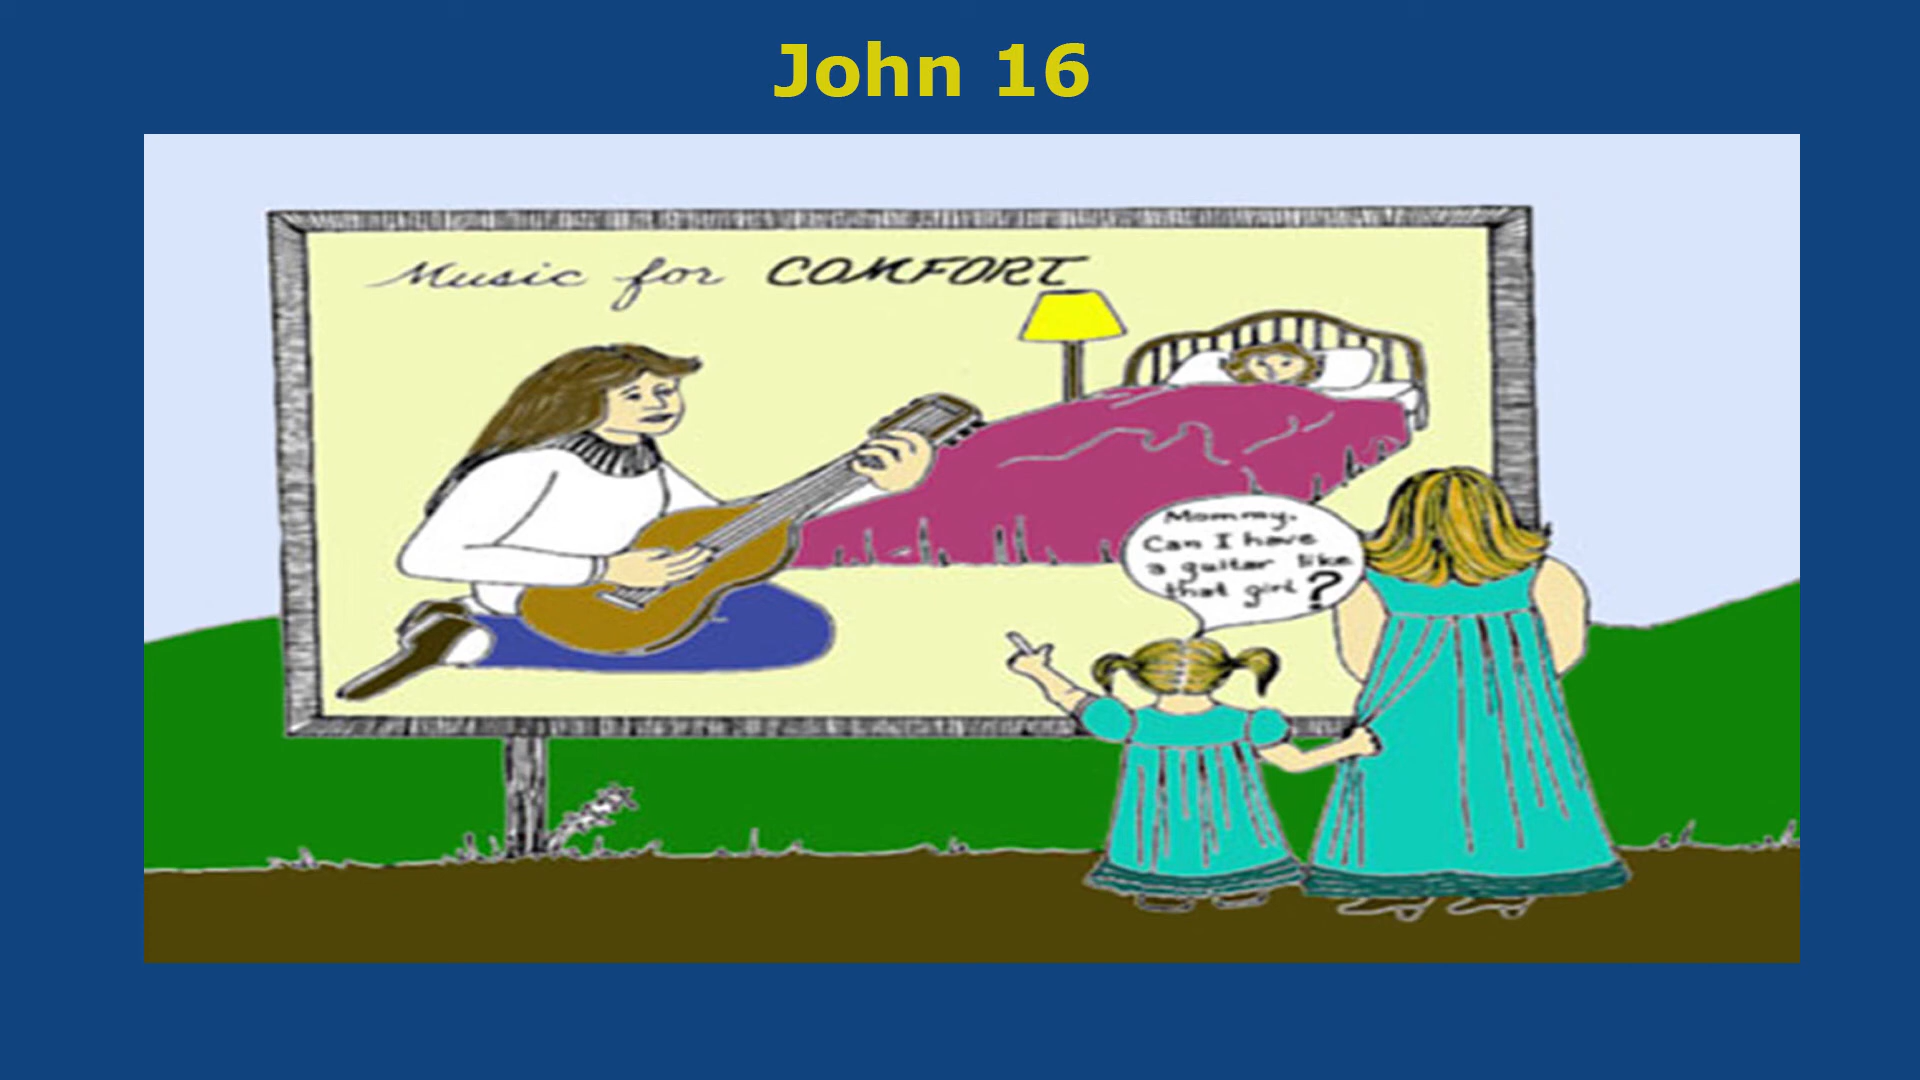 John 16
Music for COMFORT
Mommy.
Can I have
a guitar like
that girl?